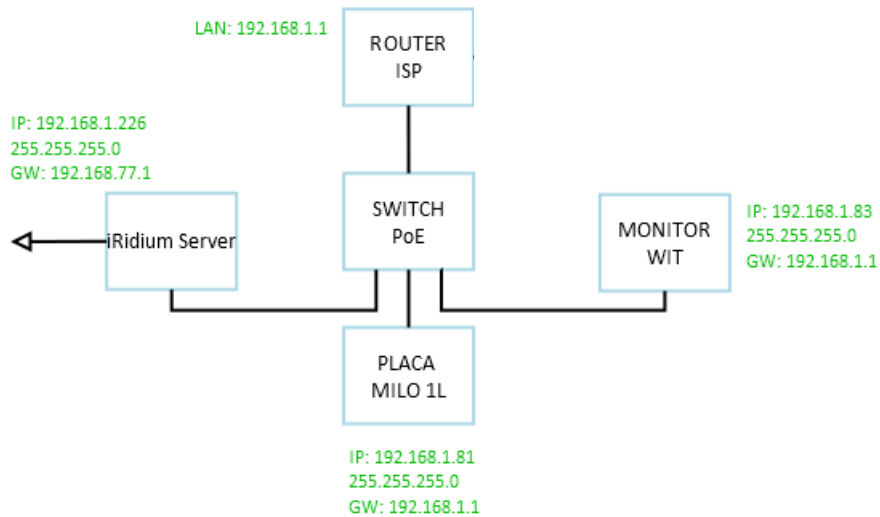 LAN: 192.168.1.1
ROUTER
ISP
IP: 192.168.1.226
255.255.255.0
GW: 192.168.77.1
iRidium Server
SWITCH
PoE
MONITOR
WIT
IP: 192.168.1.83
255.255.255.0
GW: 192.168.1.1
PLACA
MILO 1L
IP: 192.168.1.81
255.255.255.0
GW: 192.168.1.1